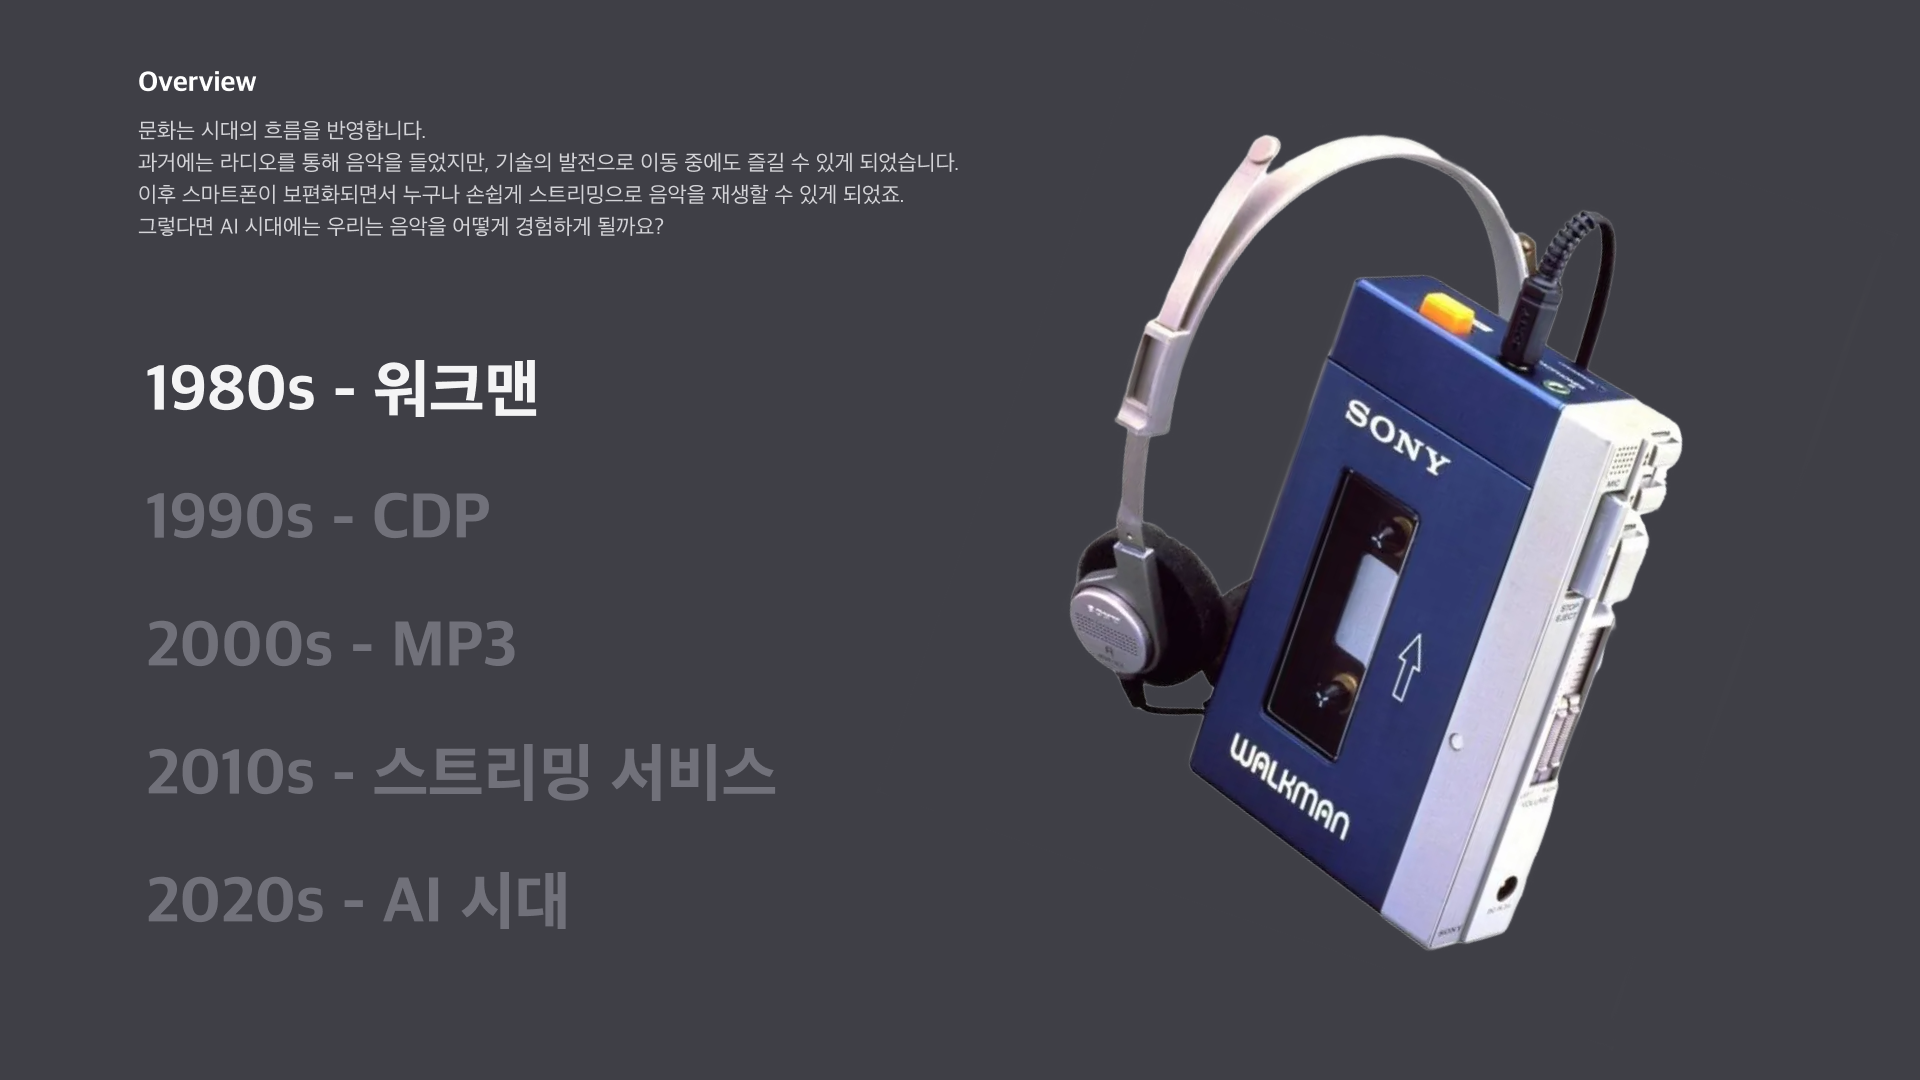 Overview
문화는 시대의 흐름을 반영합니다.
과거에는 라디오를 통해 음악을 들었지만, 기술의 발전으로 이동 중에도 즐길 수 있게 되었습니다.
이후 스마트폰이 보편화되면서 누구나 손쉽게 스트리밍으로 음악을 재생할 수 있게 되었죠.
그렇다면 AI 시대에는 우리는 음악을 어떻게 경험하게 될까요?
1980s - 워크맨
1990s - CDP
2000s - MP3
2010s - 스트리밍 서비스
2020s - AI 시대
SONY
MIC
STOP
EJECT
WALKMAN
VOLUME
SONY